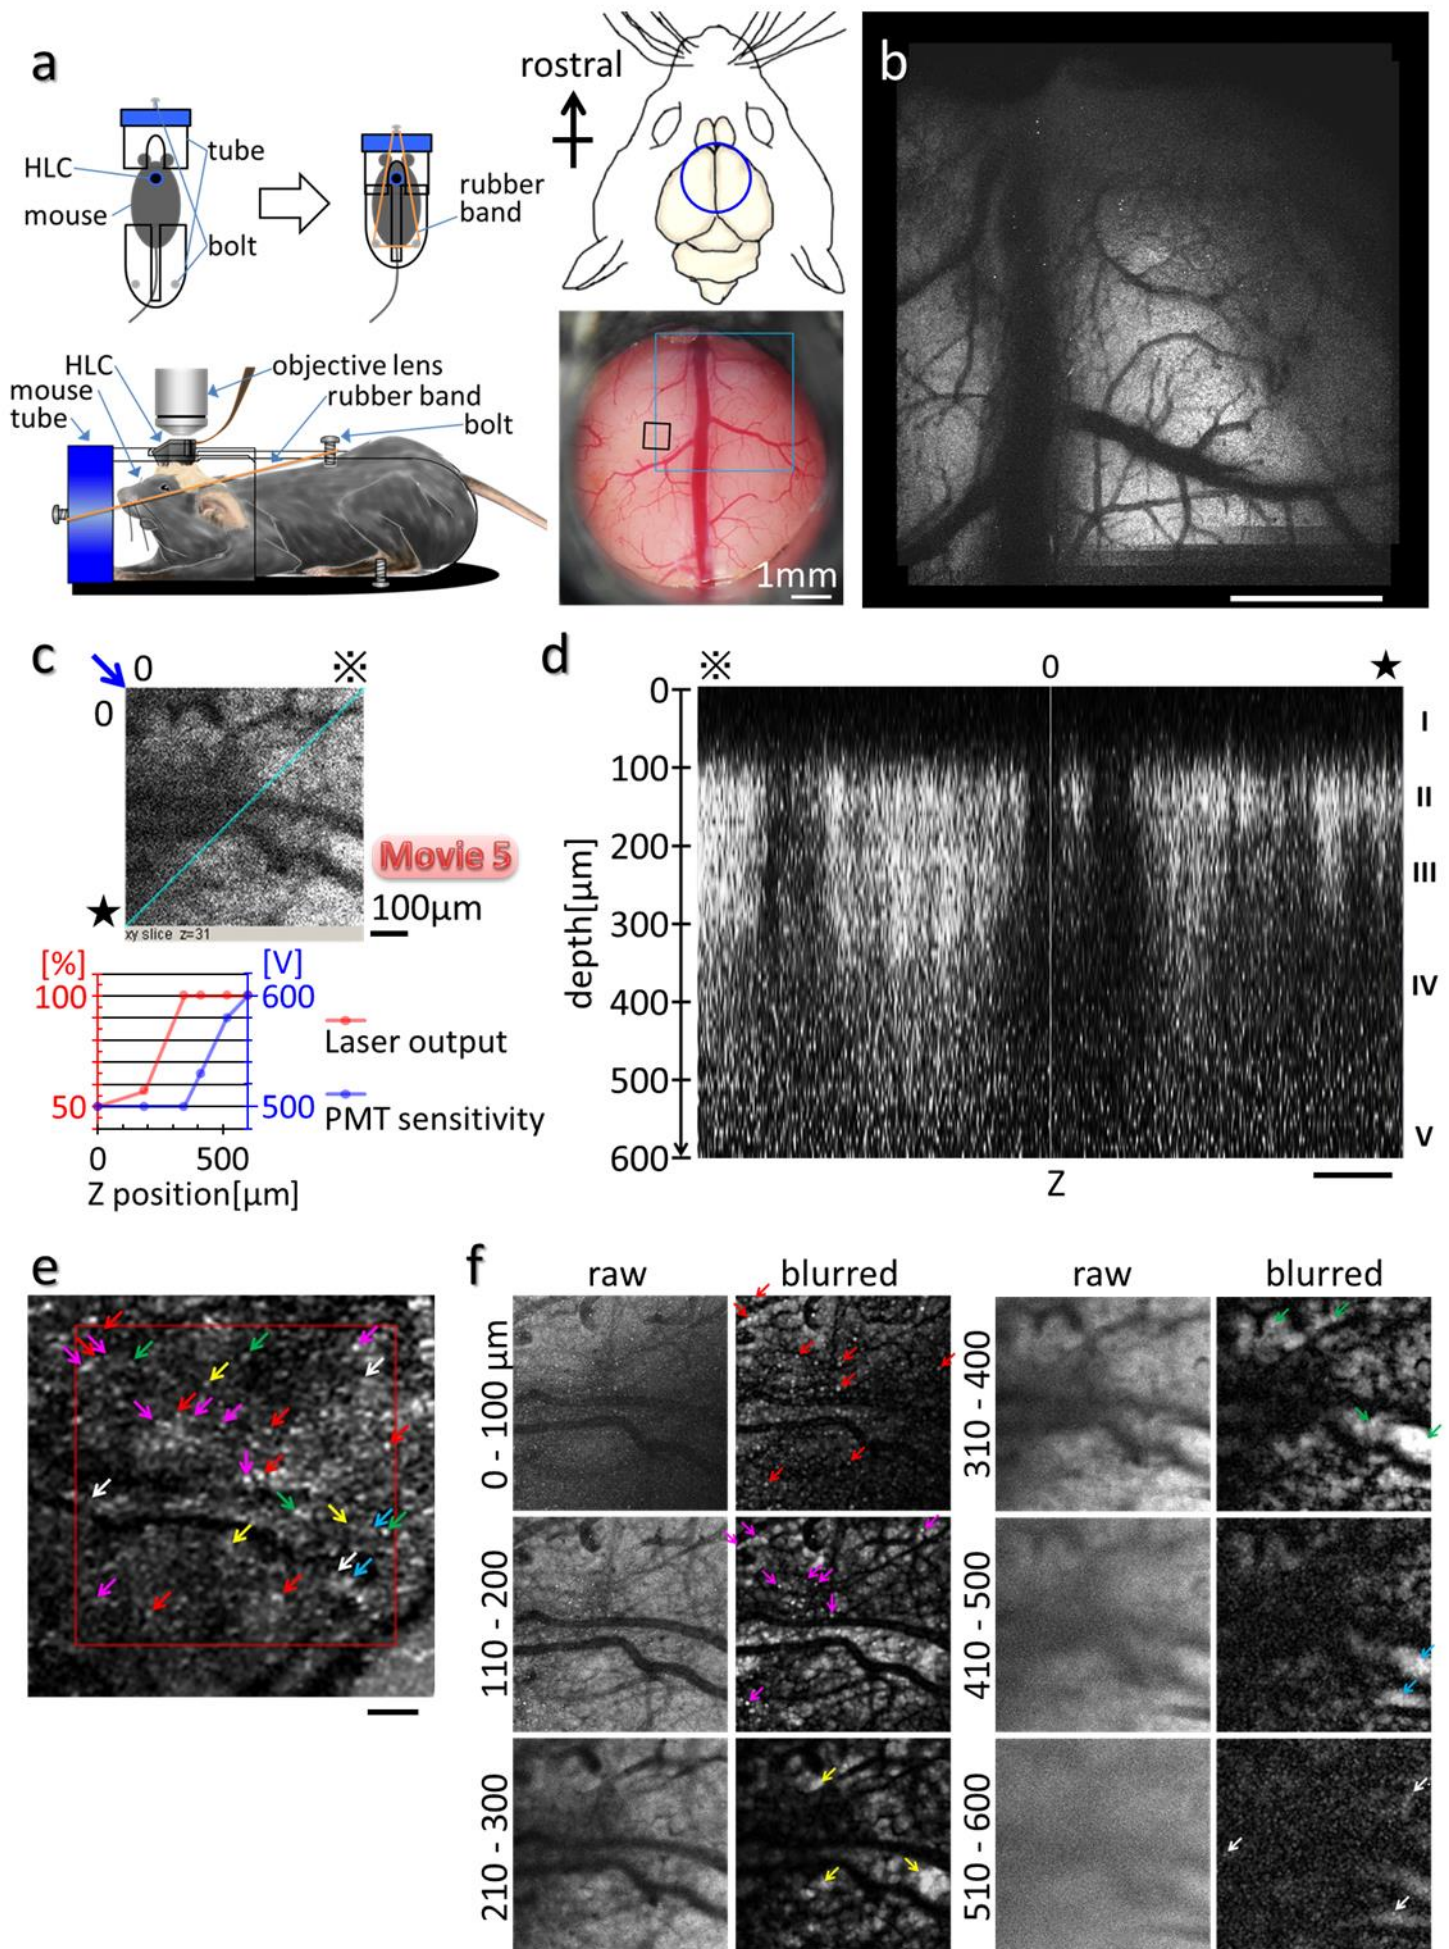 a
rostral
HLC
mouse
tube
bolt
rubber
band
HLC
mouse
tube
objective lens
rubber band
bolt
1mm
b
c
0
※
0
★
xy slice z=31
Movie 5
100μm
[%]
[V]
100
600
50
500
0
500
Z position[μm]
Laser output
PMT sensitivity
d
※
0
★
0
100
200
300
400
500
600
depth[μm]
I
II
III
IV
V
Z
e
f
raw
blurred
raw
blurred
0 - 100 μm
110 - 200
210 - 300
310 - 400
410 - 500
510 - 600